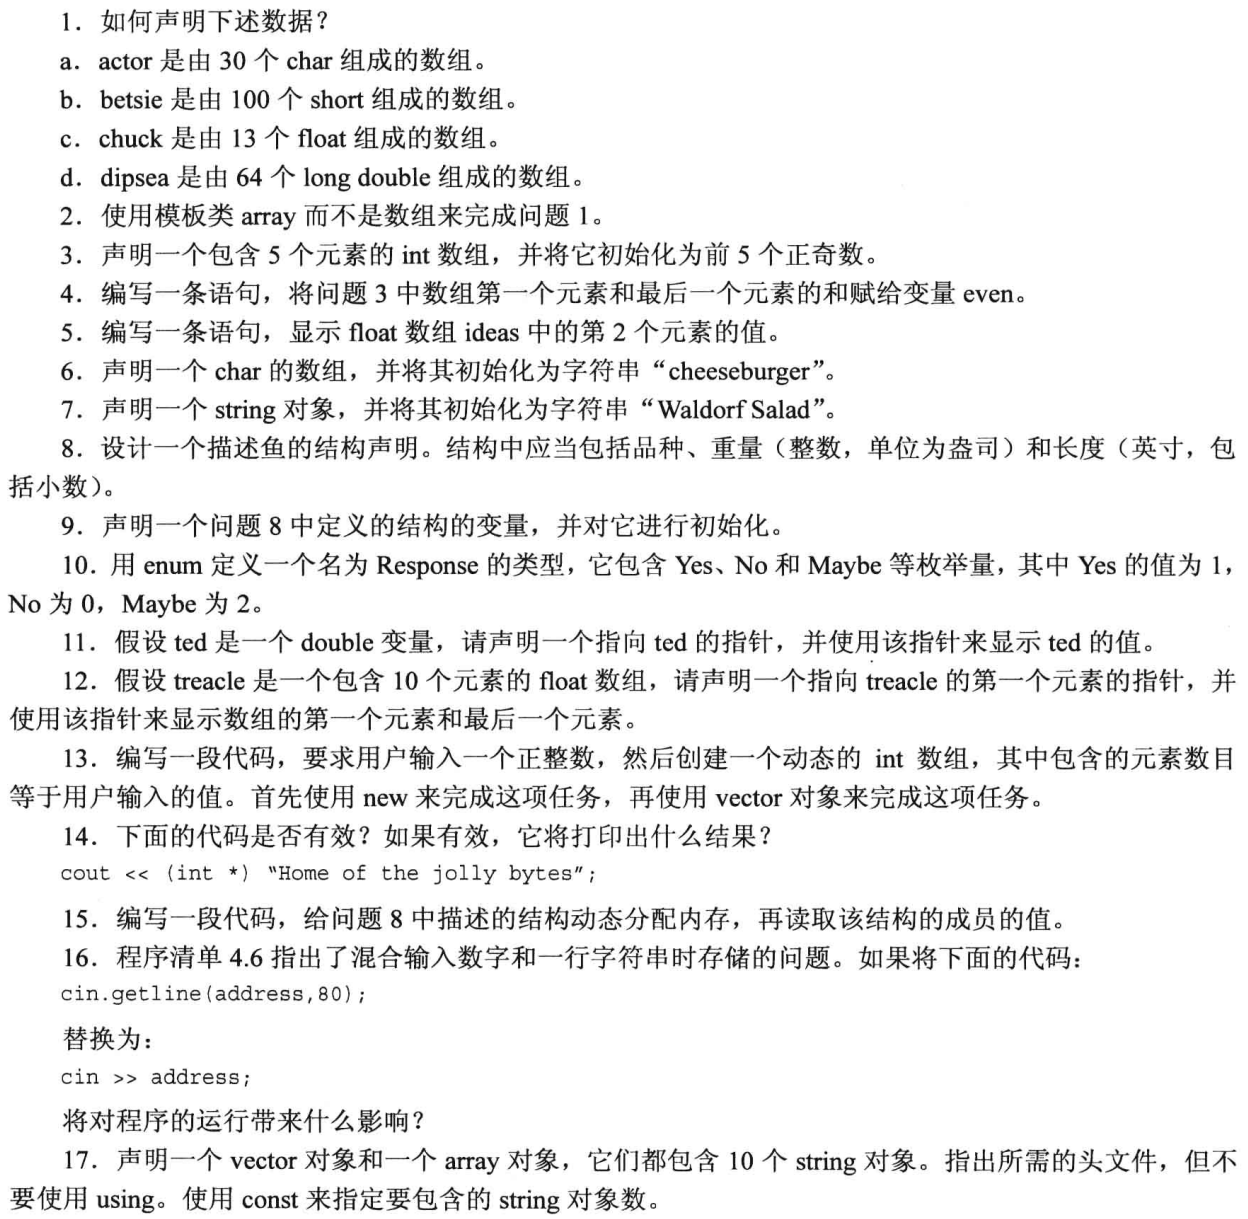 1．如何声明下述数据？
a．actor 是由 30 个 char 组成的数组。
b．betsie 是由 100 个 short 组成的数组。
c．chuck 是由 13 个 float 组成的数组。
d．dipsea 是由 64 个 long double 组成的数组。
2．使用模板类 array 而不是数组来完成问题 1。
3．声明一个包含 5 个元素的 int 数组，并将它初始化为前 5 个正奇数。
4．编写一条语句，将问题 3 中数组第一个元素和最后一个元素的和赋给变量 even。
5．编写一条语句，显示 float 数组 ideas 中的第 2 个元素的值。
6．声明一个 char 的数组，并将其初始化为字符串“cheeseburger”。
7．声明一个 string 对象，并将其初始化为字符串“Waldorf Salad”。
8．设计一个描述鱼的结构声明。结构中应当包括品种、重量（整数，单位为盎司）和长度（英寸，包
括小数）。
9．声明一个问题 8 中定义的结构的变量，并对它进行初始化。
10．用 enum 定义一个名为 Response 的类型，它包含 Yes、No 和 Maybe 等枚举量，其中 Yes 的值为 1，
No 为 0，Maybe 为 2。
11．假设 ted 是一个 double 变量，请声明一个指向 ted 的指针，并使用该指针来显示 ted 的值。
12．假设 treacle 是一个包含 10 个元素的 float 数组，请声明一个指向 treacle 的第一个元素的指针，并
使用该指针来显示数组的第一个元素和最后一个元素。
13．编写一段代码，要求用户输入一个正整数，然后创建一个动态的 int 数组，其中包含的元素数目
等于用户输入的值。首先使用 new 来完成这项任务，再使用 vector 对象来完成这项任务。
14．下面的代码是否有效？如果有效，它将打印出什么结果？
cout << (int *) “Home of the jolly bytes”;
15．编写一段代码，给问题 8 中描述的结构动态分配内存，再读取该结构的成员的值。
16．程序清单 4.6 指出了混合输入数字和一行字符串时存储的问题。如果将下面的代码：
cin.getline(address,80);
替换为：
cin >> address;
将对程序的运行带来什么影响？
17．声明一个 vector 对象和一个 array 对象，它们都包含 10 个 string 对象。指出所需的头文件，但不
要使用 using。使用 const 来指定要包含的 string 对象数。